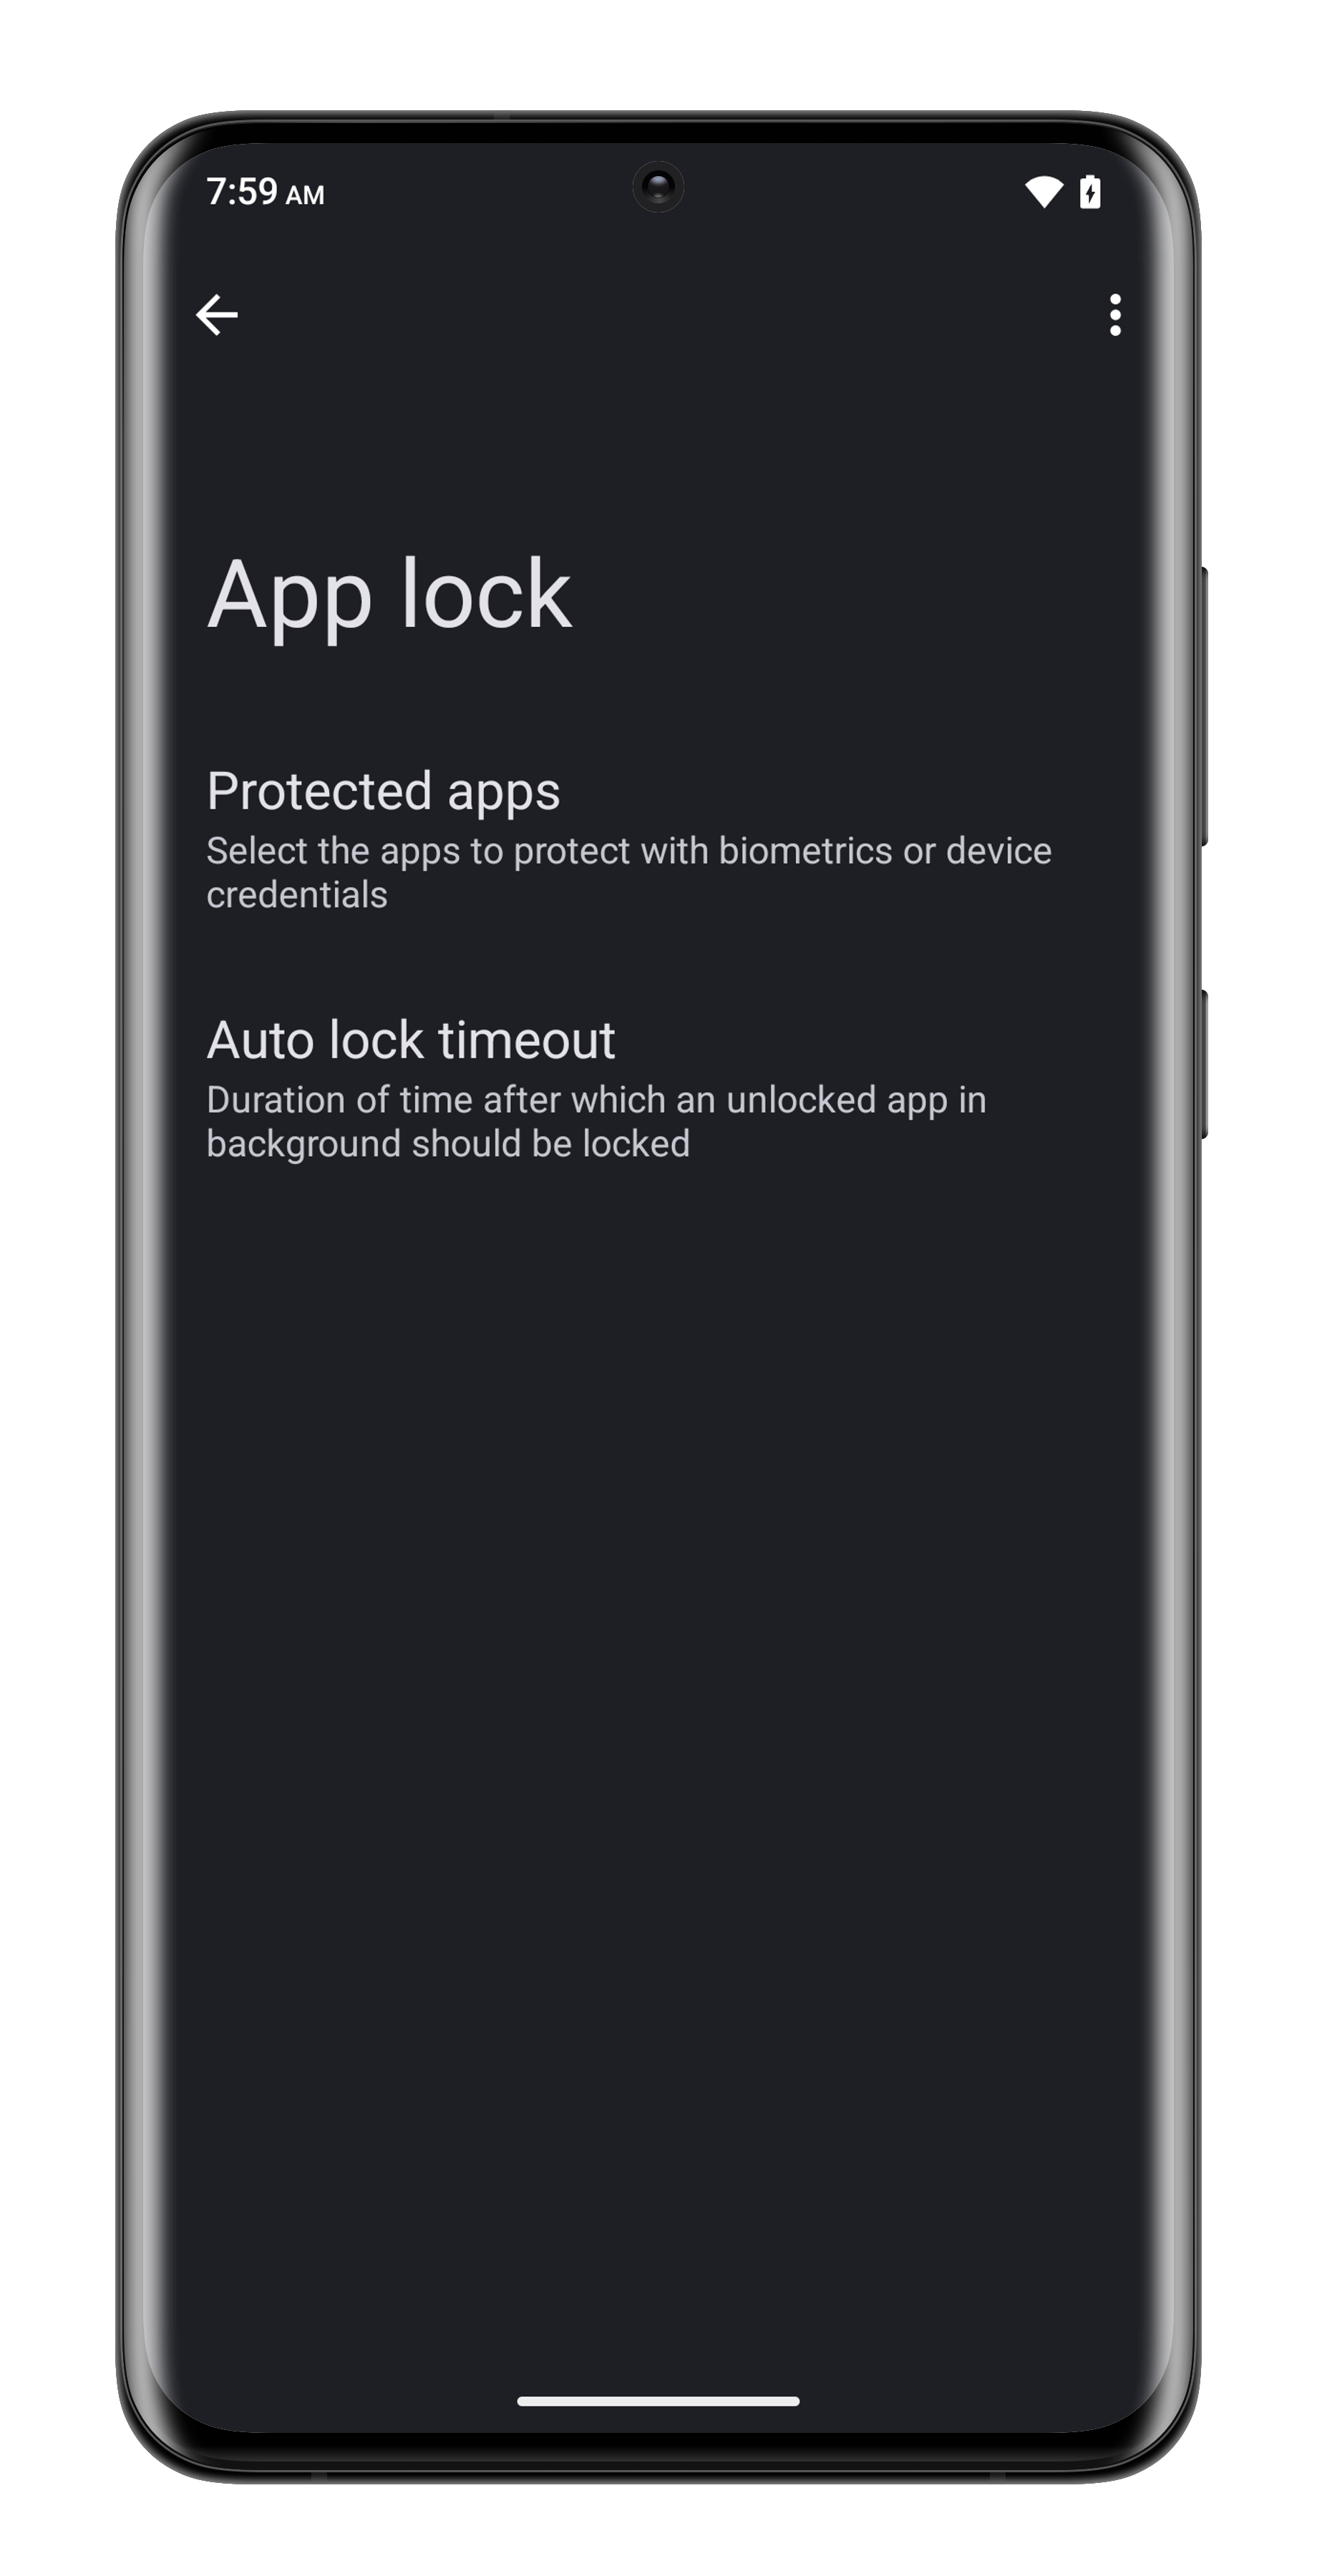 7:59 AM
App lock
Protected apps
Select the apps to protect with biometrics or device
credentials
Auto lock timeout
Duration of time after which an unlocked app in
background should be locked